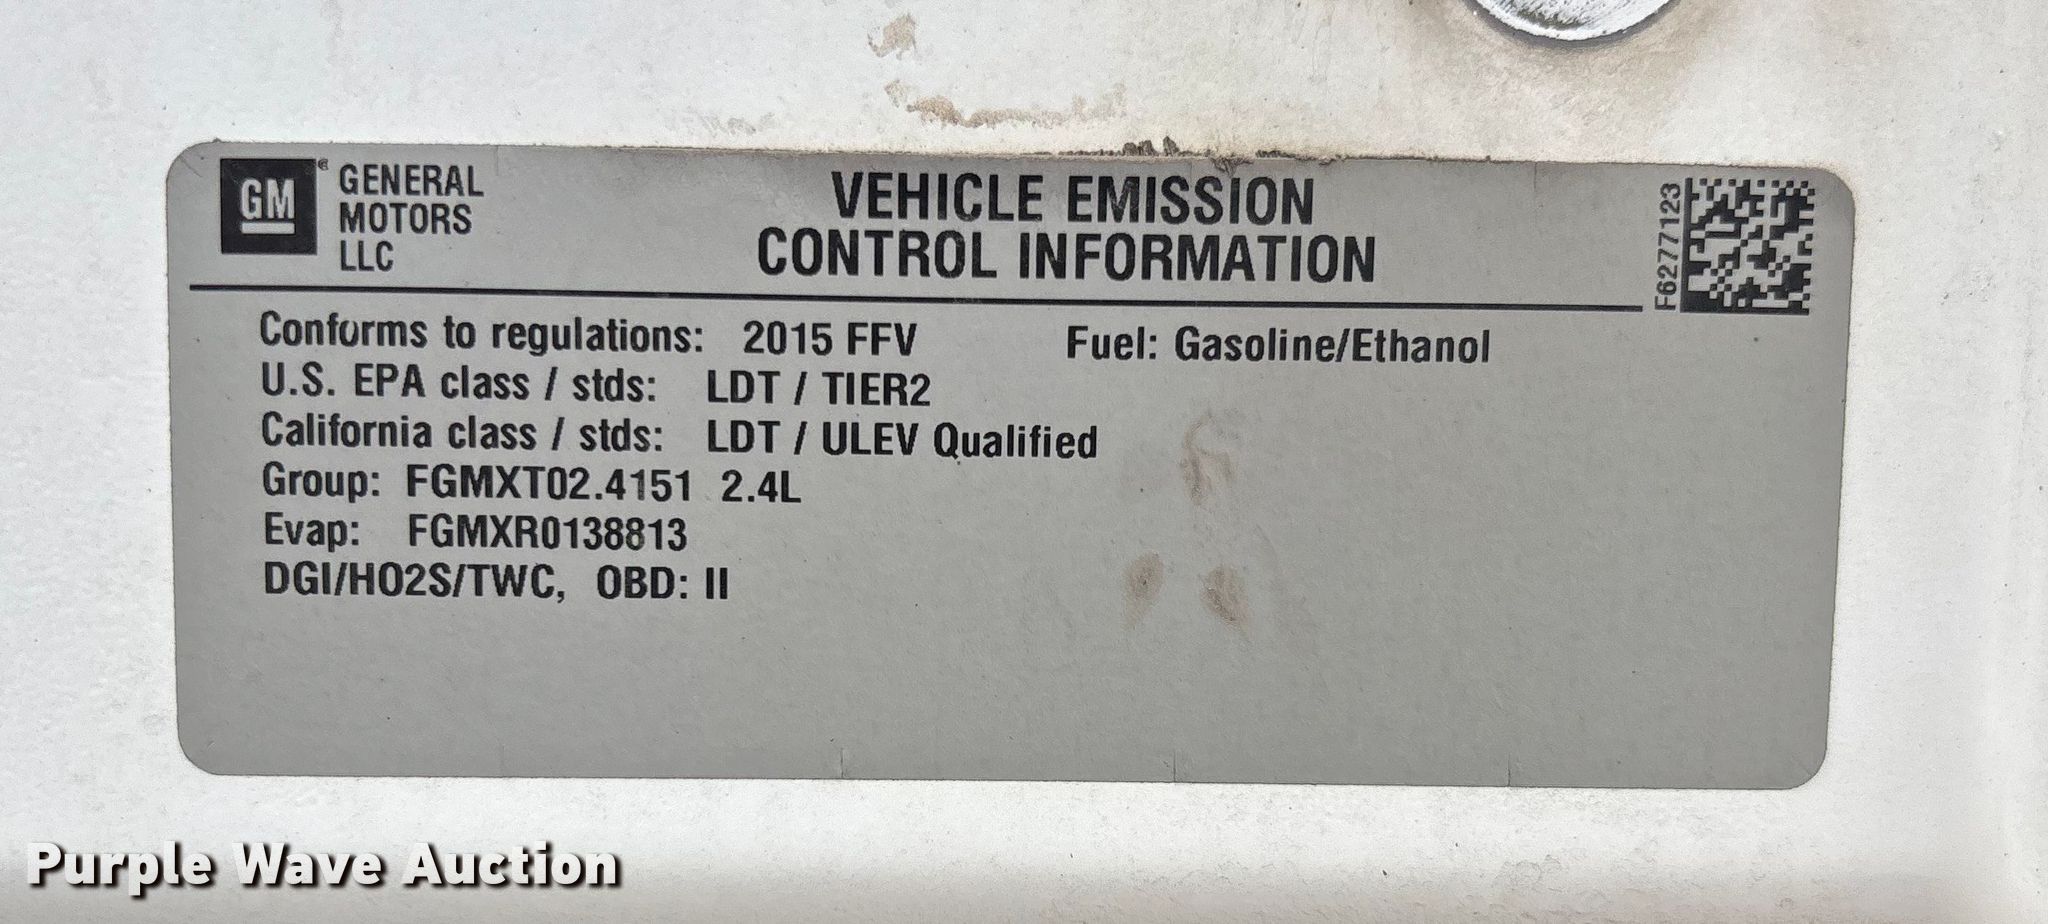 GM
GENERAL
MOTORS
LLC
VEHICLE EMISSION
CONTROL INFORMATION
F6277123
Conforms to regulations: 2015 FFV Fuel: Gasoline/Ethanol
U.S. EPA class / stds: LDT / TIER2
California class / stds: LDT / ULEV Qualified
Group: FGMXT02.4151 2.4L
Evap: FGMXR0138813
DGI/HO2S/TWC, OBD: II
Purple Wave Auction